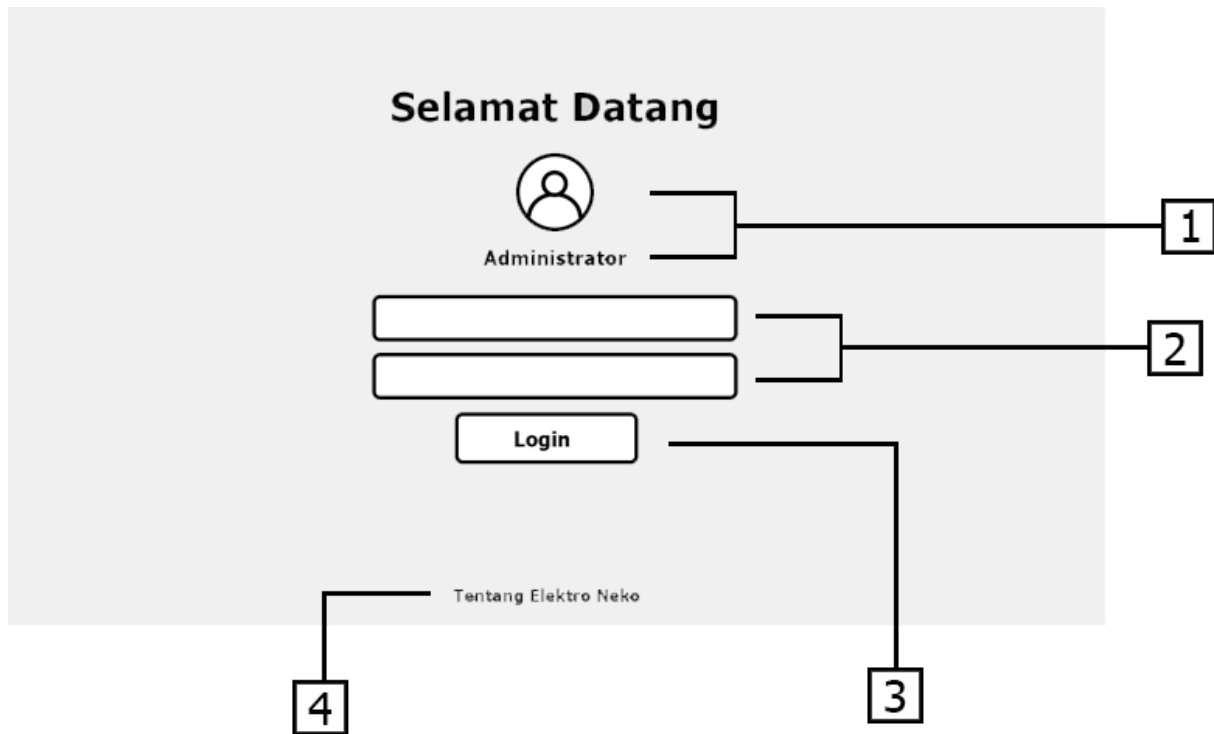 Selamat Datang
1
Administrator
2
Login
Tentang Elektro Neko
3
4